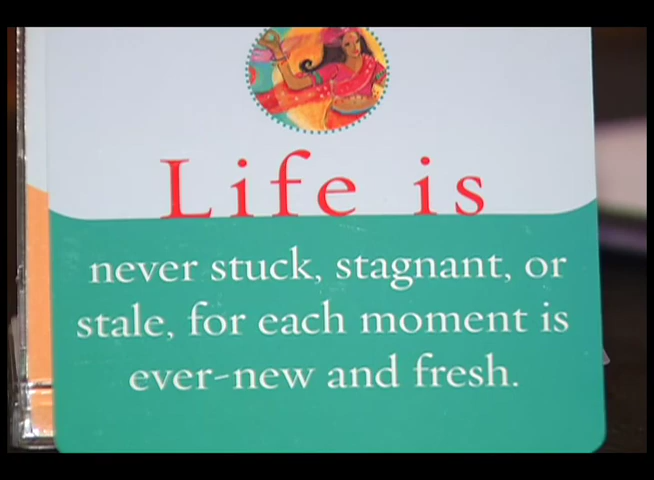 Life is
never stuck, stagnant, or
stale, for each moment is
ever-new and fresh.